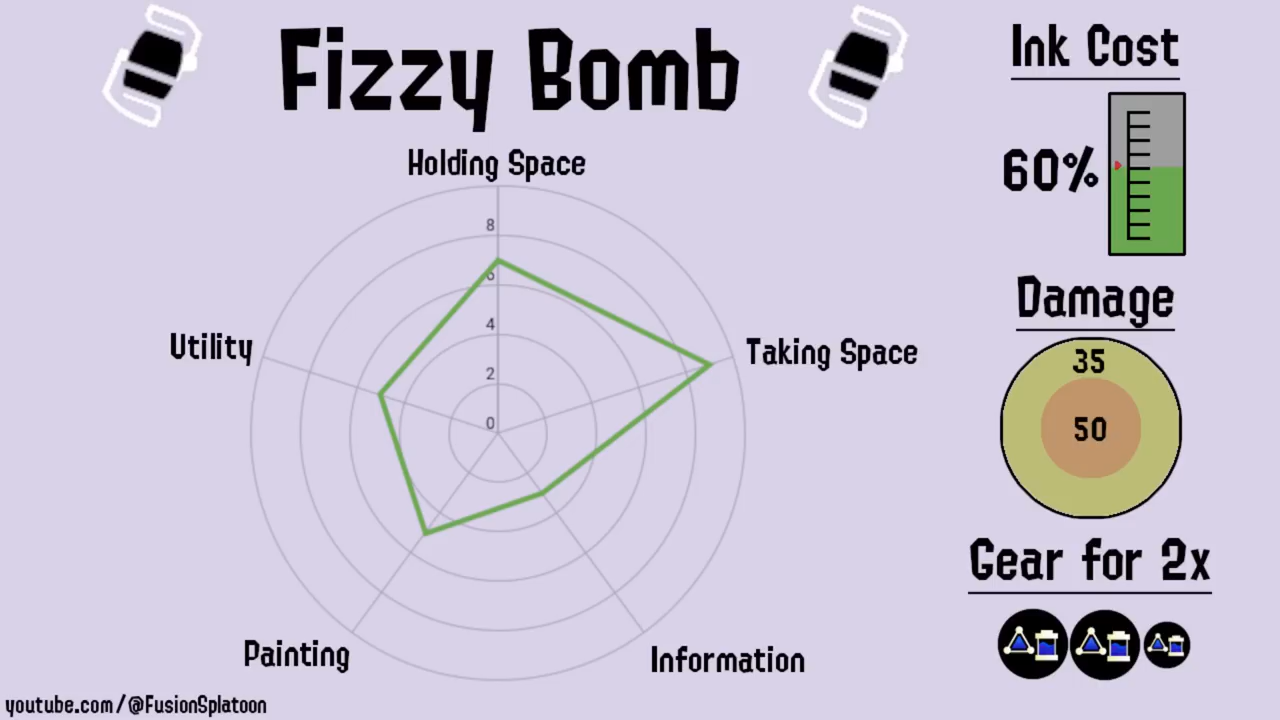 Fizzy Bomb
Holding Space
8
6
4
2
0
Utility
Taking Space
Painting
Information
Ink Cost
60%
Damage
35
50
Gear for 2x
youtube.com/@FusionSplatoon